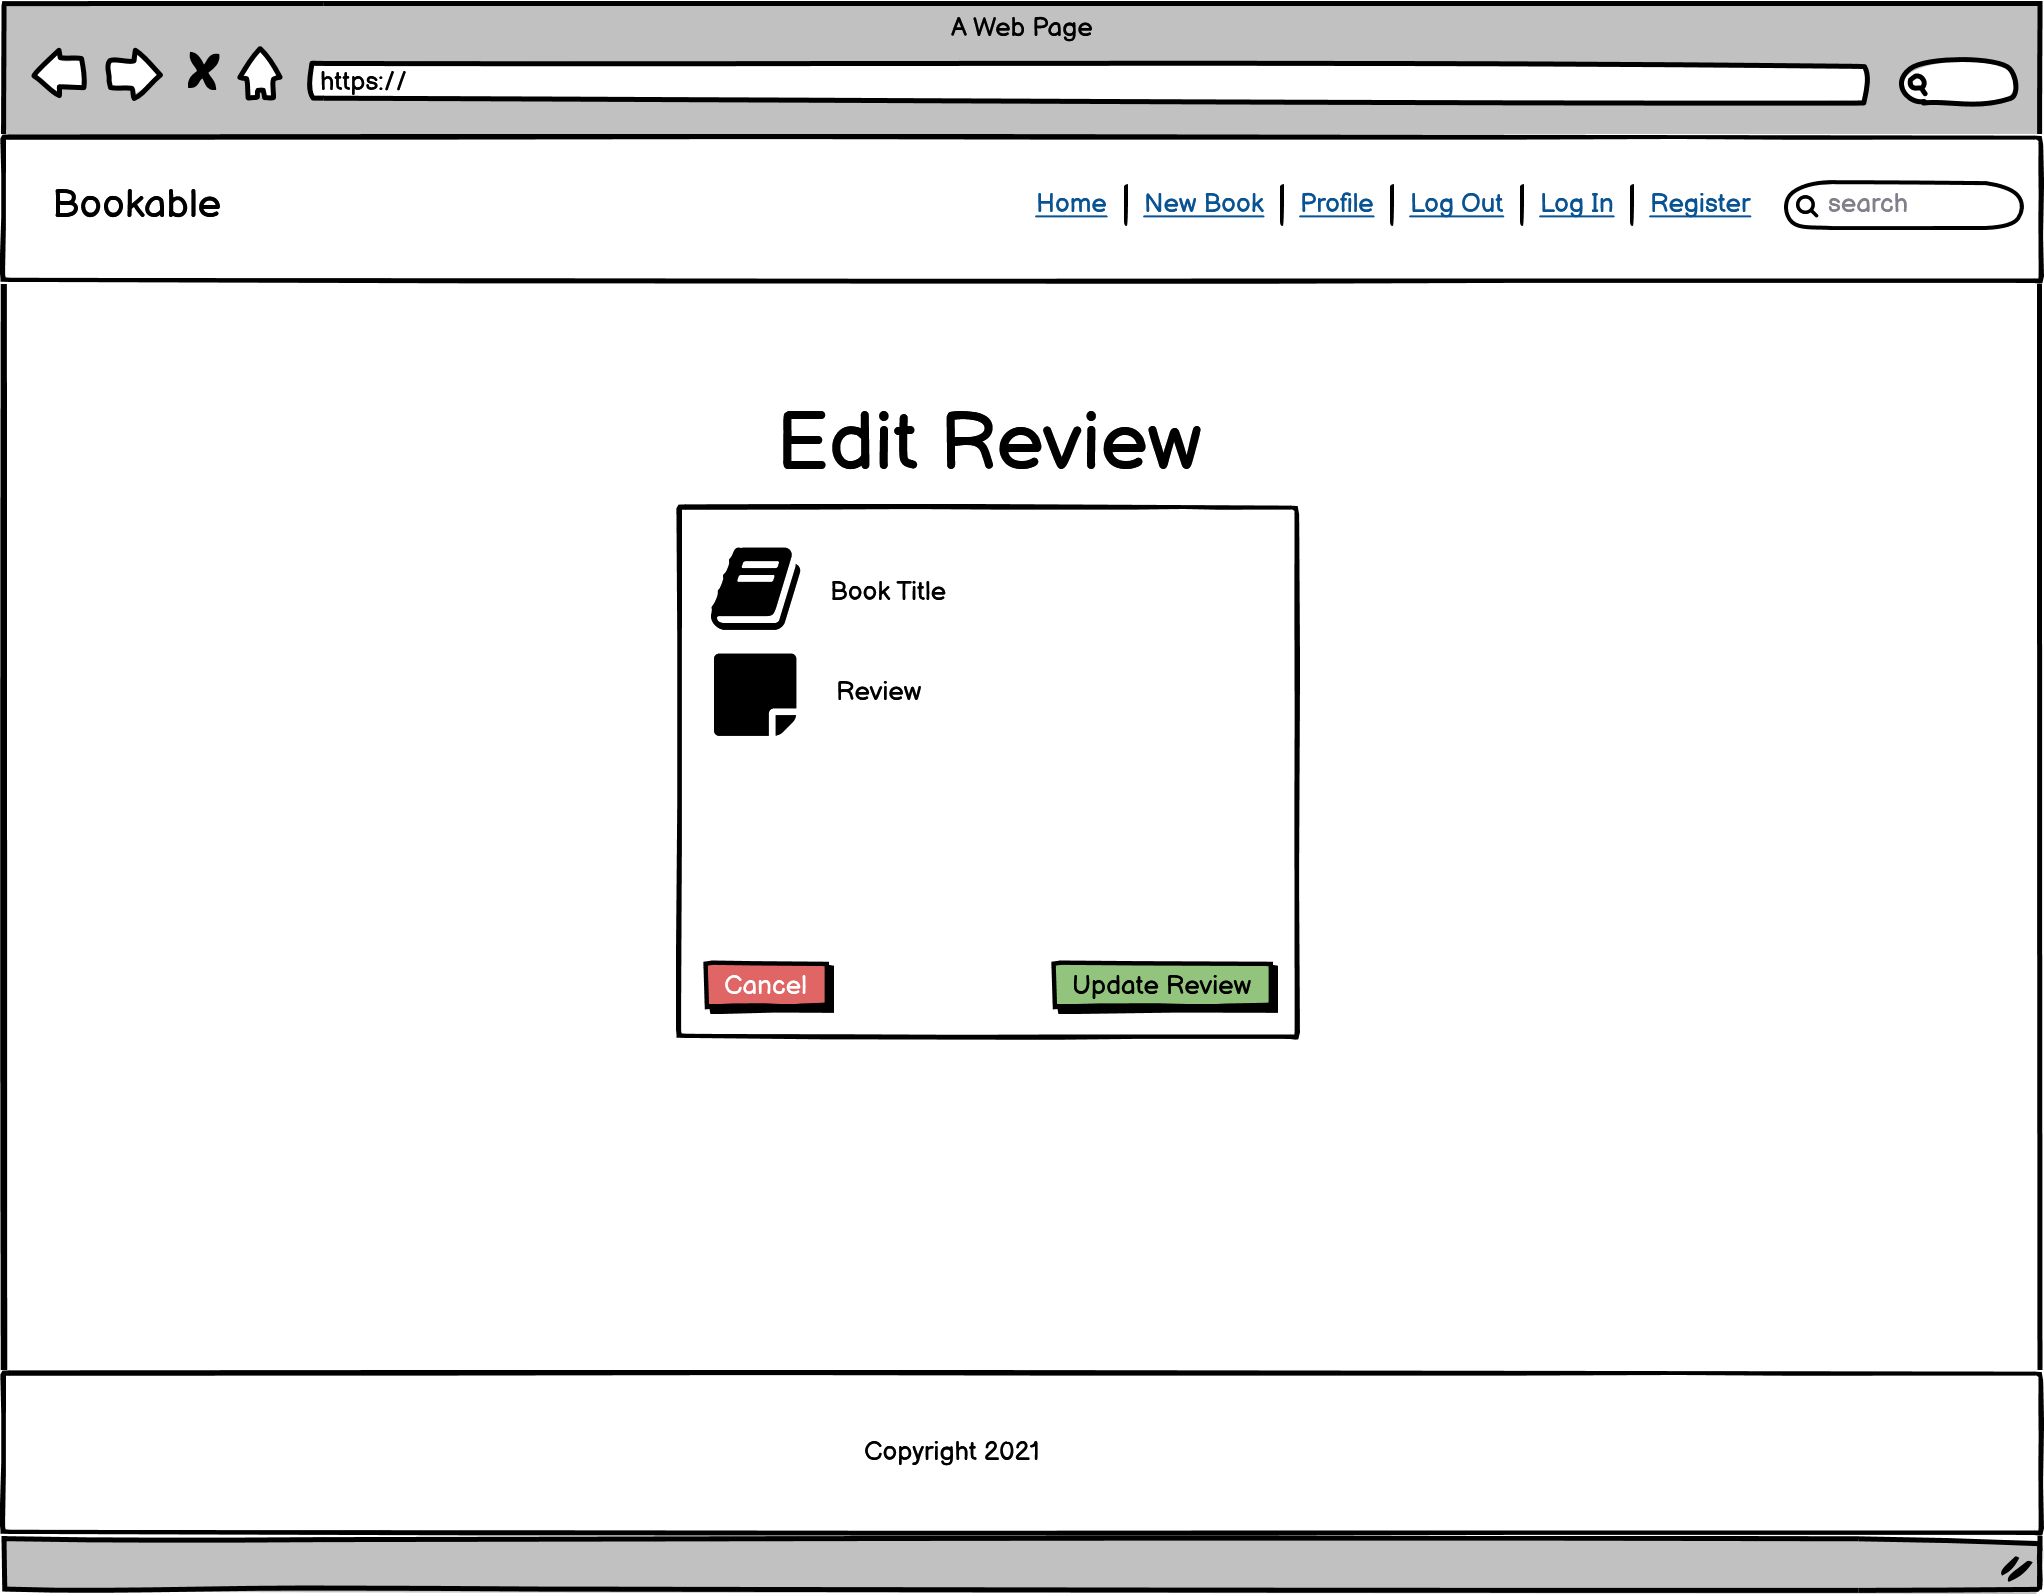 A Web Page
https://
Bookable
Home New Book Profile Log Out Log In Register search
Edit Review
Book Title
Review
Cancel Update Review
Copyright 2021